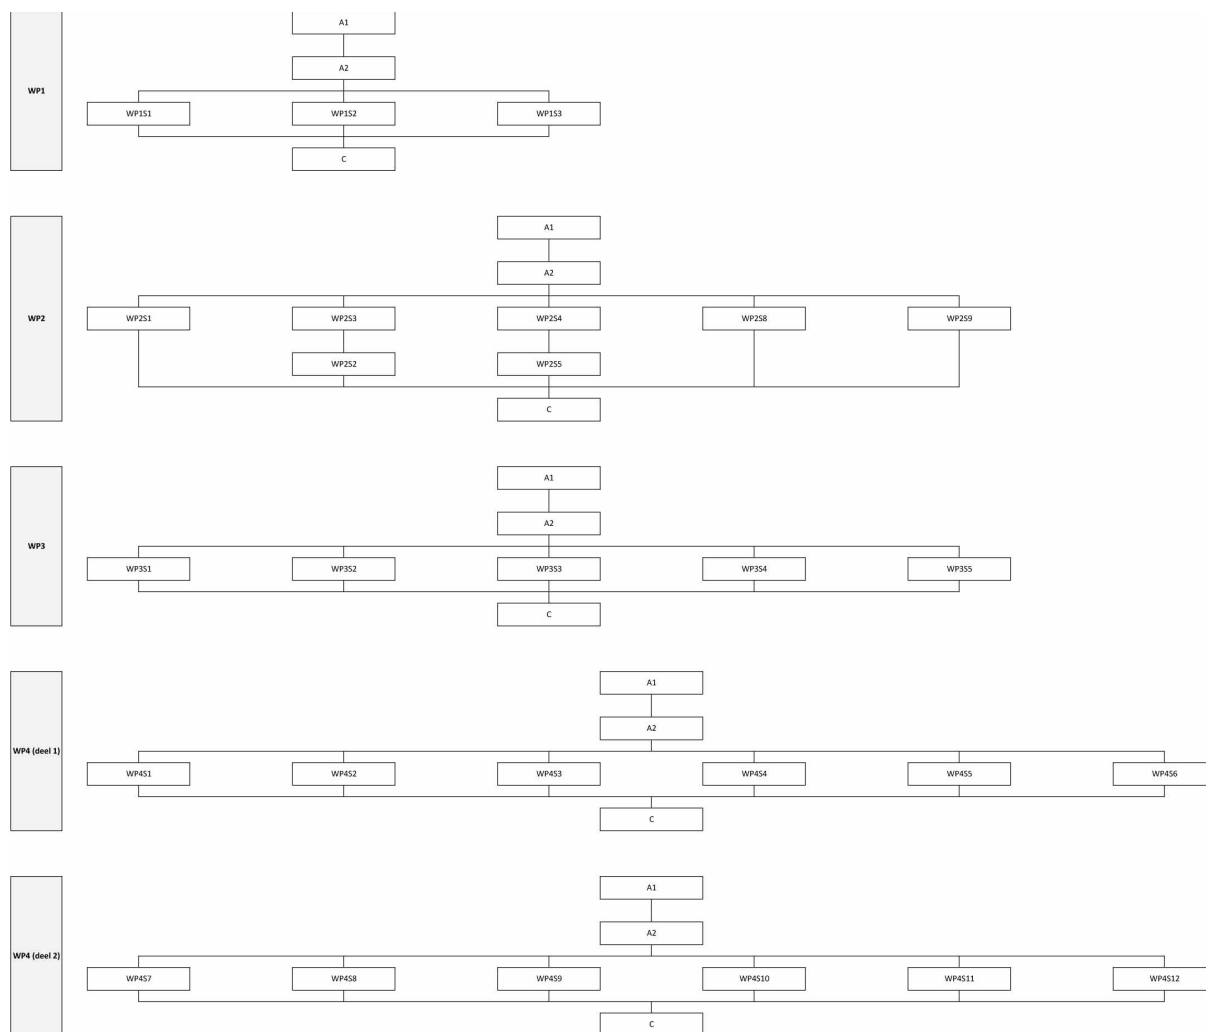 A1
A2
WP1
WP1S1 WP1S2 WP1S3
C
A1
A2
WP2
WP2S1 WP2S3 WP2S4 WP2S8 WP2S9
WP2S2 WP2S5
C
A1
A2
WP3
WP3S1 WP3S2 WP3S3 WP3S4 WP3S5
C
A1
A2
WP4 (deel 1)
WP4S1 WP4S2 WP4S3 WP4S4 WP4S5 WP4S6
C
A1
A2
WP4 (deel 2)
WP4S7 WP4S8 WP4S9 WP4S10 WP4S11 WP4S12
C